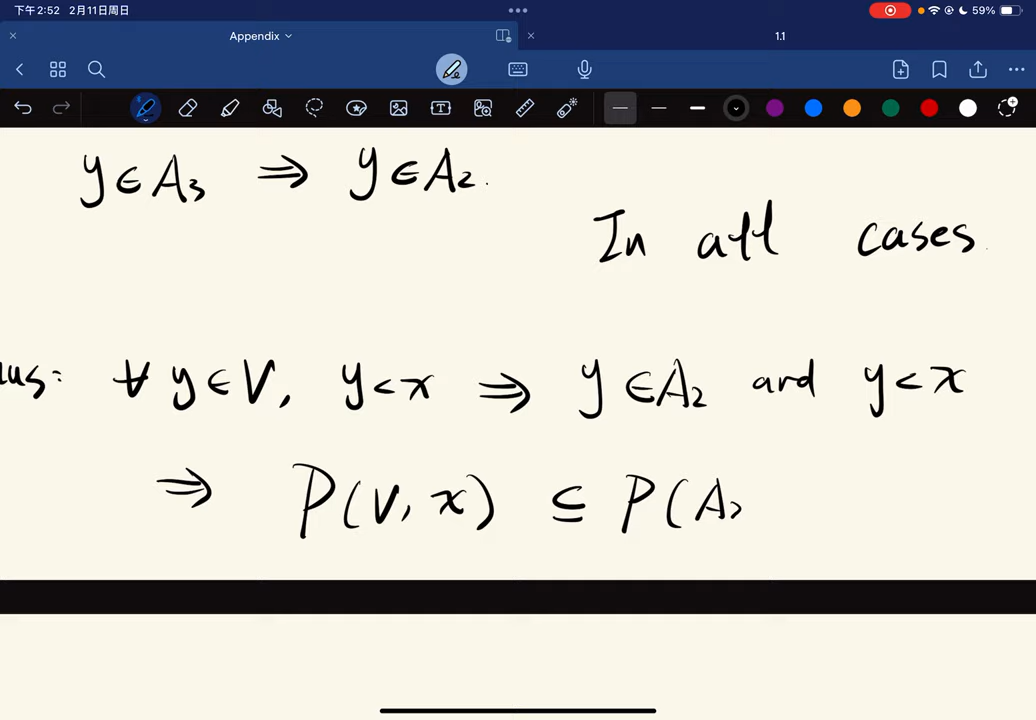 下午2:52 2月11日周日
59%
Appendix
1.1
y∈A₃ ⇒ y∈A₂.
In all cases.
∀ y∈V, y<x ⇒ y∈A₂ and y<x
⇒ P(V, x) ⊆ P(A₂